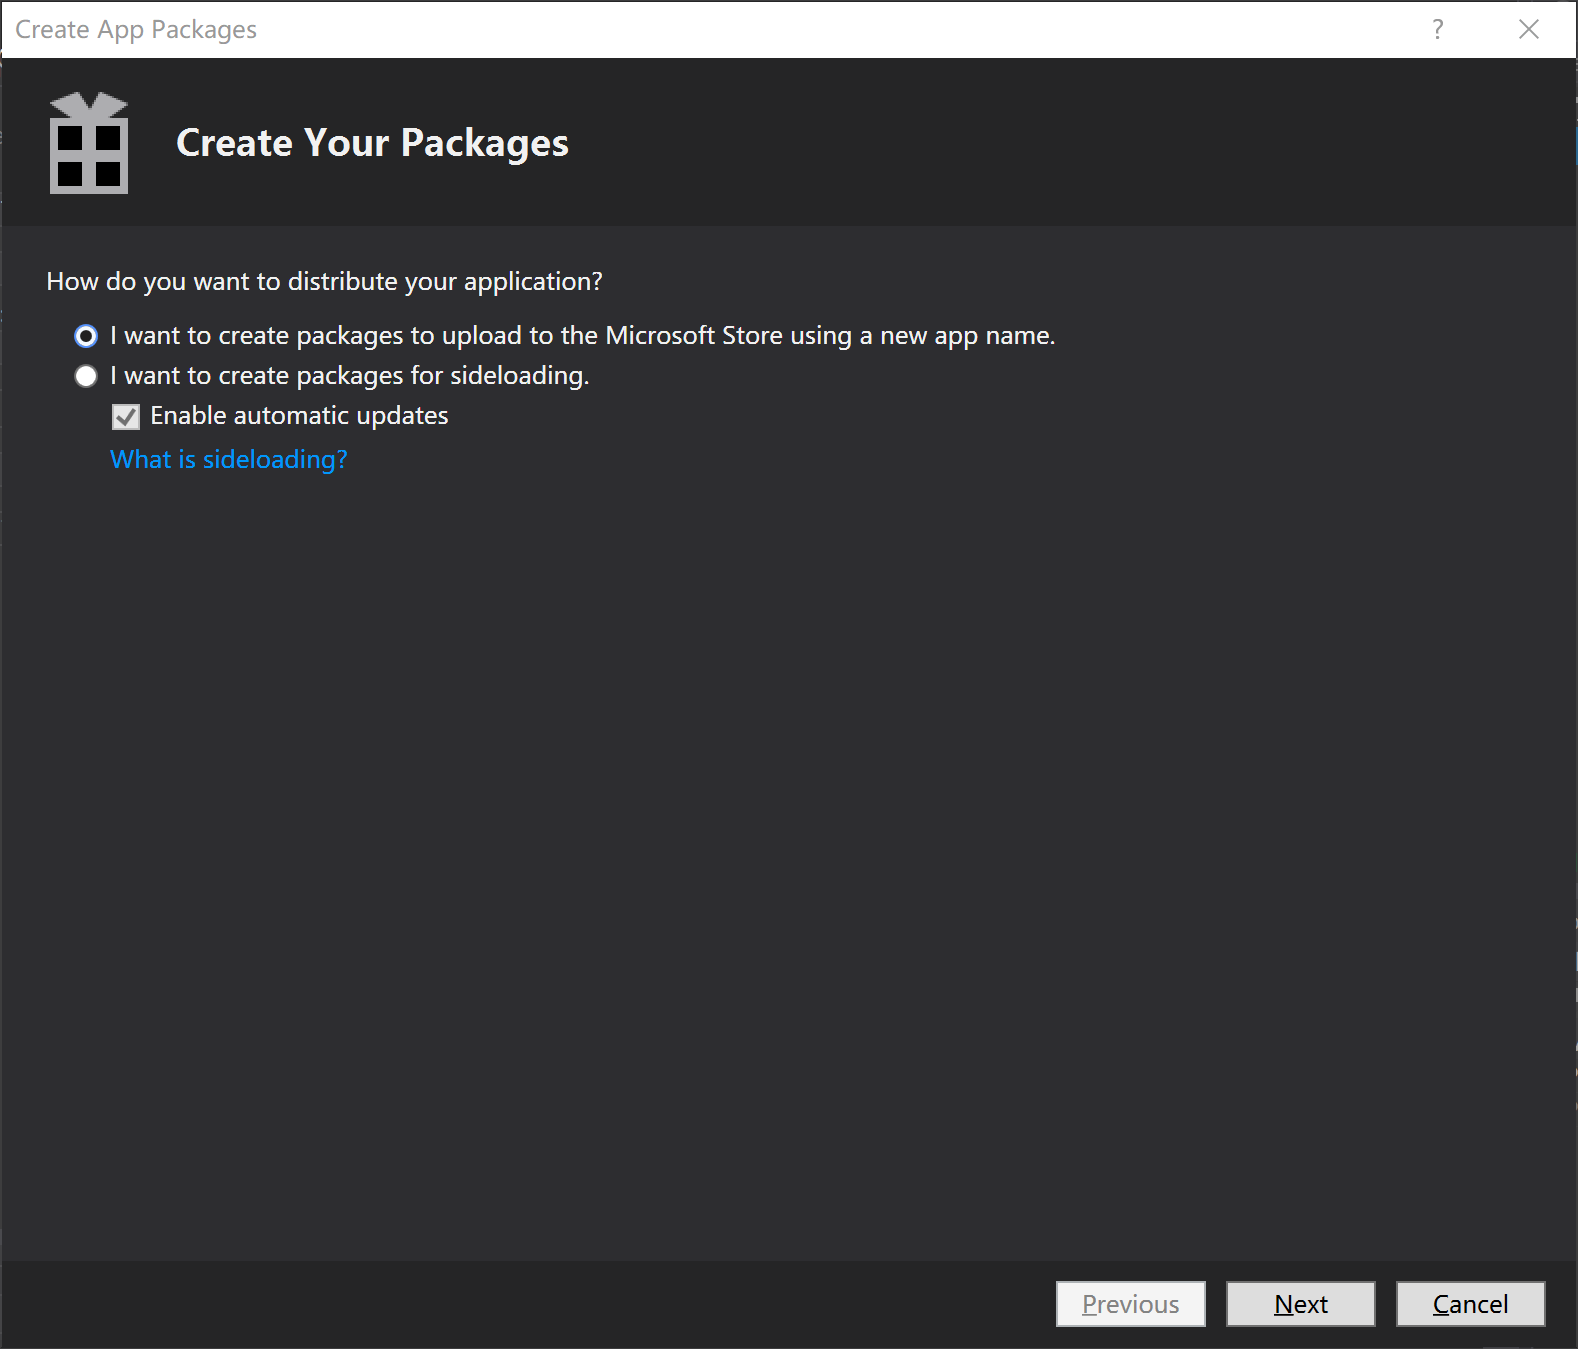 Create App Packages
?
Create Your Packages
How do you want to distribute your application?
I want to create packages to upload to the Microsoft Store using a new app name.
I want to create packages for sideloading.
Enable automatic updates
What is sideloading?
Previous Next Cancel